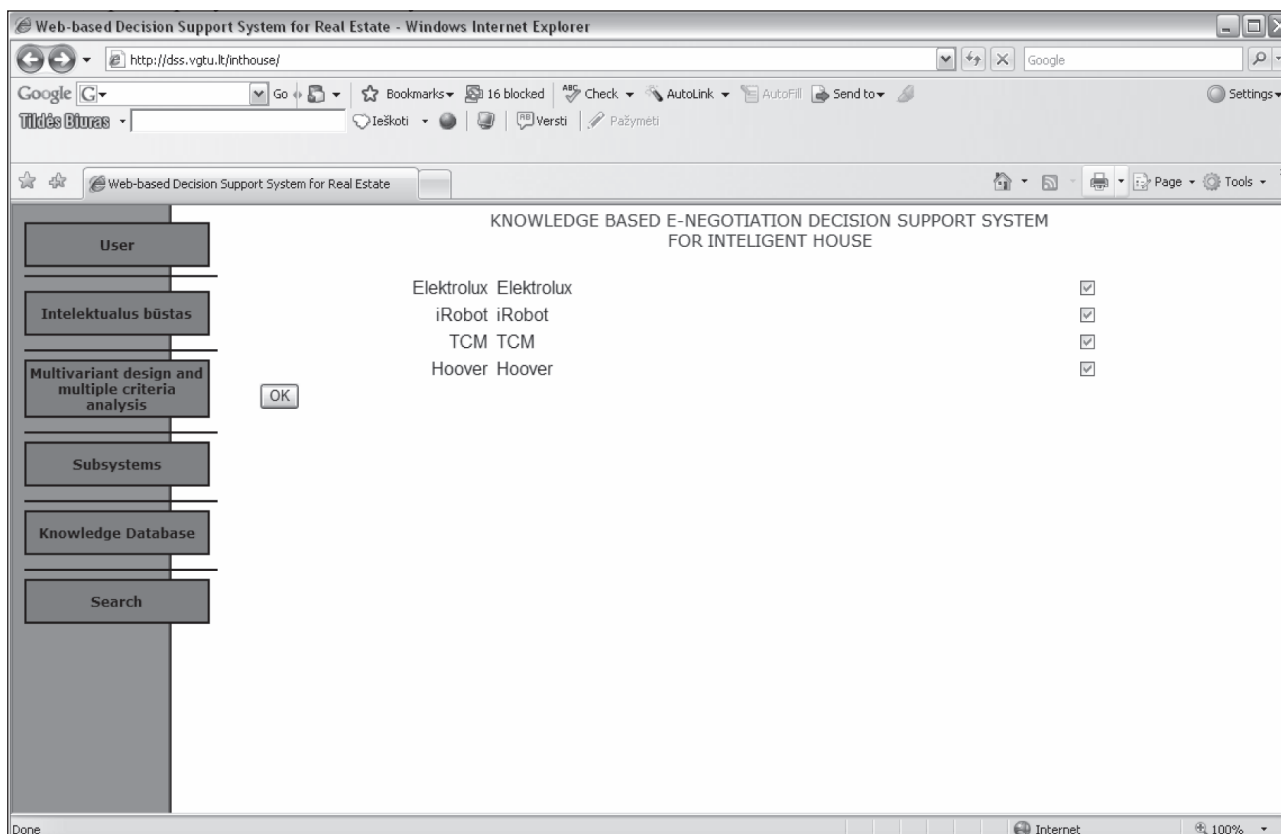 Web-based Decision Support System for Real Estate - Windows Internet Explorer
http://dss.vgtu.lt/inthouse/
Google
Google G Go Bookmarks 16 blocked ABC Check AutoLink AutoFill Send to Settings
Tildės Biuras Ieškoti Versti Pažymėti
Web-based Decision Support System for Real Estate Page Tools
KNOWLEDGE BASED E-NEGOTIATION DECISION SUPPORT SYSTEM
FOR INTELIGENT HOUSE
User
Intelektualus būstas
Multivariant design and
multiple criteria
analysis
Subsystems
Knowledge Database
Search
Elektrolux Elektrolux
iRobot iRobot
TCM TCM
Hoover Hoover
OK
Done Internet 100%